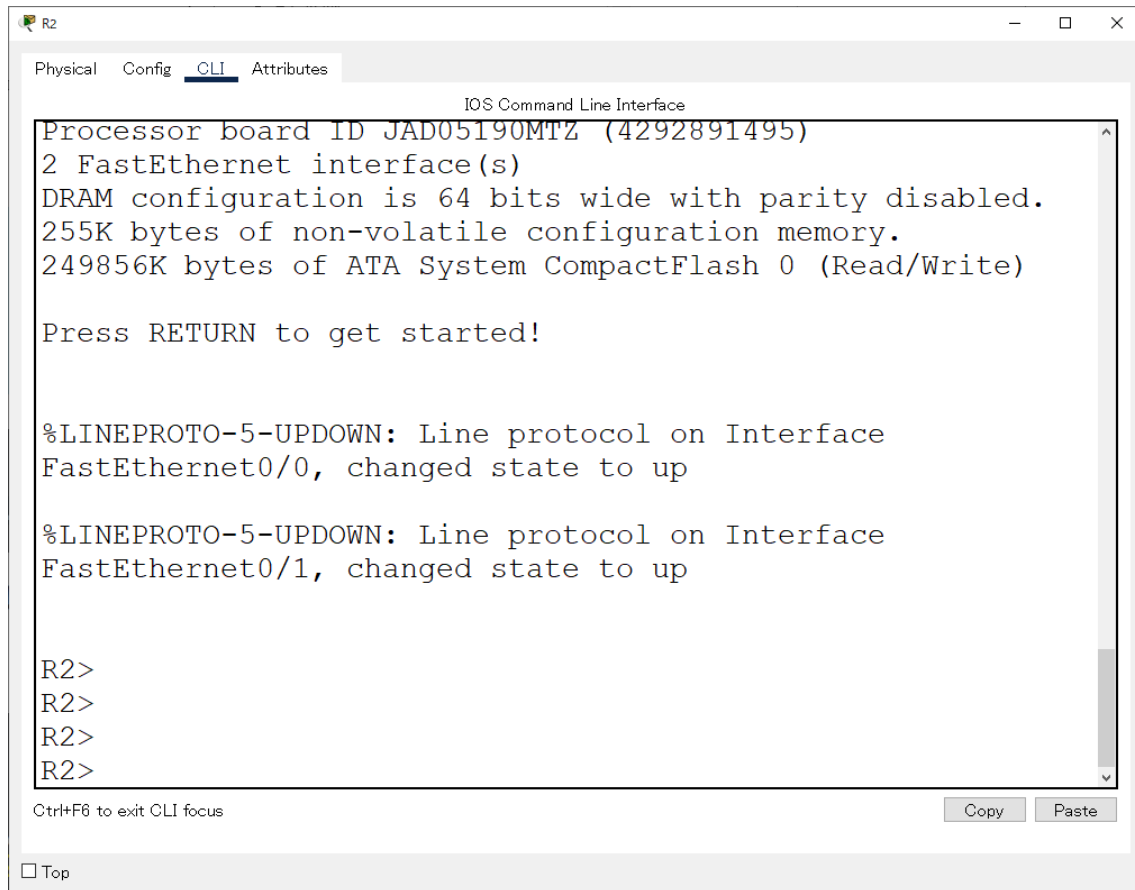 R2
Physical Config CLI Attributes
IOS Command Line Interface
Processor board ID JAD05190MTZ (4292891495)
2 FastEthernet interface(s)
DRAM configuration is 64 bits wide with parity disabled.
255K bytes of non-volatile configuration memory.
249856K bytes of ATA System CompactFlash 0 (Read/Write)
Press RETURN to get started!
%LINEPROTO-5-UPDOWN: Line protocol on Interface
FastEthernet0/0, changed state to up
%LINEPROTO-5-UPDOWN: Line protocol on Interface
FastEthernet0/1, changed state to up
R2>
R2>
R2>
R2>
Ctrl+F6 to exit CLI focus
Copy Paste
Top